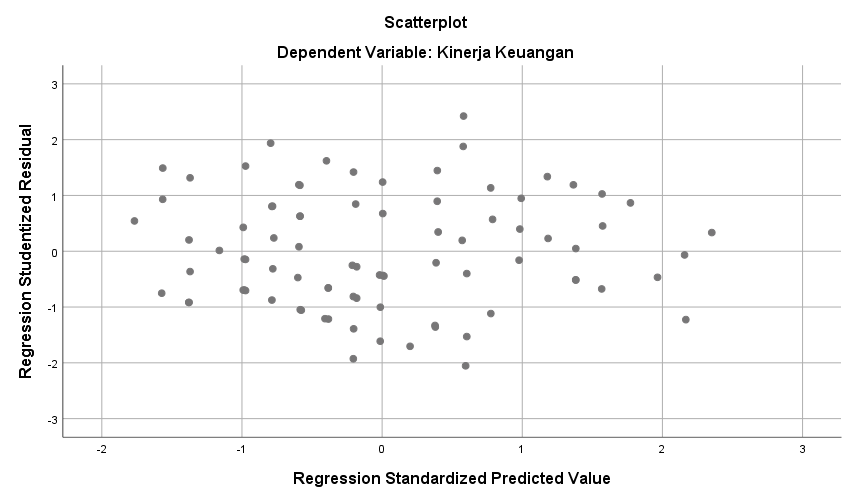 Scatterplot
Dependent Variable: Kinerja Keuangan
Regression Studentized Residual
3
2
1
0
-1
-2
-3
-2 -1 0 1 2 3
Regression Standardized Predicted Value